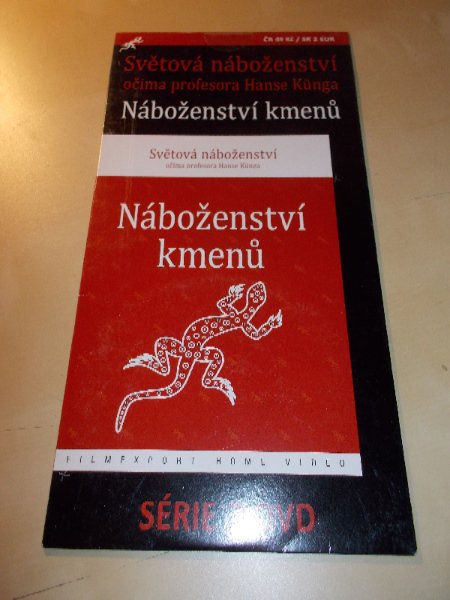 ČR 49 Kč / SR 2 EUR
Světová náboženství
očima profesora Hanse Künga
Náboženství kmenů
Světová náboženství
očima profesora Hanse Künga
Náboženství
kmenů
FILMEXPORT HOME VIDEO
SÉRIE DVD